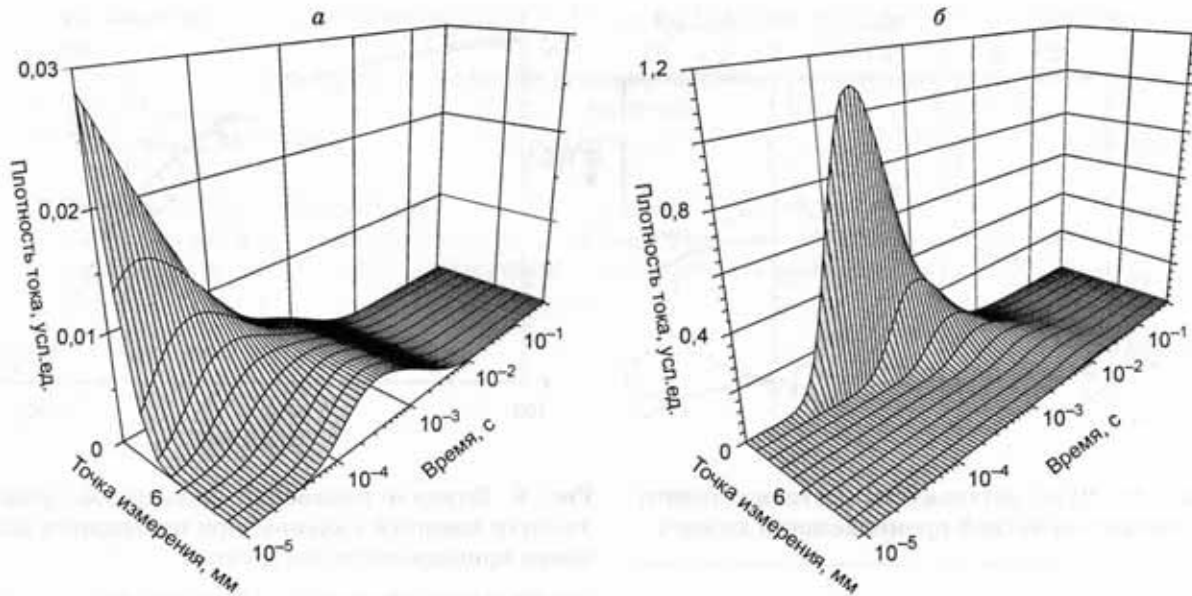 а
0,03
0,02
0,01
0
Плотность тока, усл.ед.
Точка измерения, мм
6
10⁻⁵
10⁻⁴
10⁻³
10⁻²
10⁻¹
Время, с
б
1,2
0,8
0,4
0
Плотность тока, усл.ед.
Точка измерения, мм
6
10⁻⁵
10⁻⁴
10⁻³
10⁻²
10⁻¹
Время, с